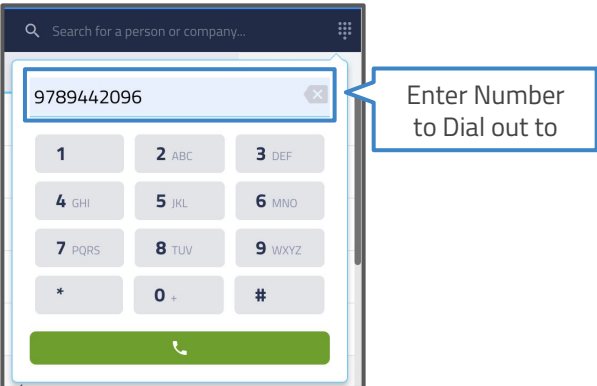 Search for a person or company...
9789442096
Enter Number
to Dial out to
1 2 ABC 3 DEF
4 GHI 5 JKL 6 MNO
7 PQRS 8 TUV 9 WXYZ
* 0 + #